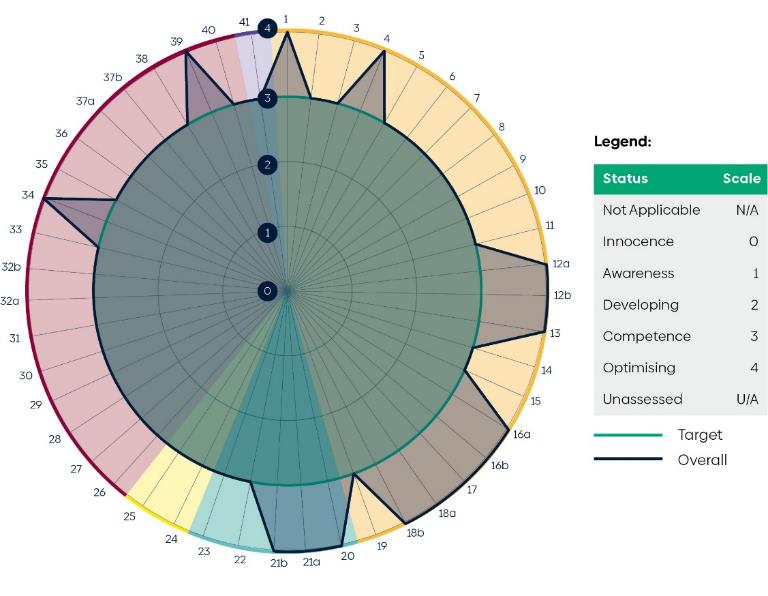 4
3
2
1
0
1
2
3
4
5
6
7
8
9
10
11
12a
12b
13
14
15
16a
16b
17
18a
18b
19
20
21a
21b
22
23
24
25
26
27
28
29
30
31
32a
32b
33
34
35
36
37a
37b
38
39
40
41
Legend:
Status Scale
Not Applicable N/A
Innocence 0
Awareness 1
Developing 2
Competence 3
Optimising 4
Unassessed U/A
Target
Overall